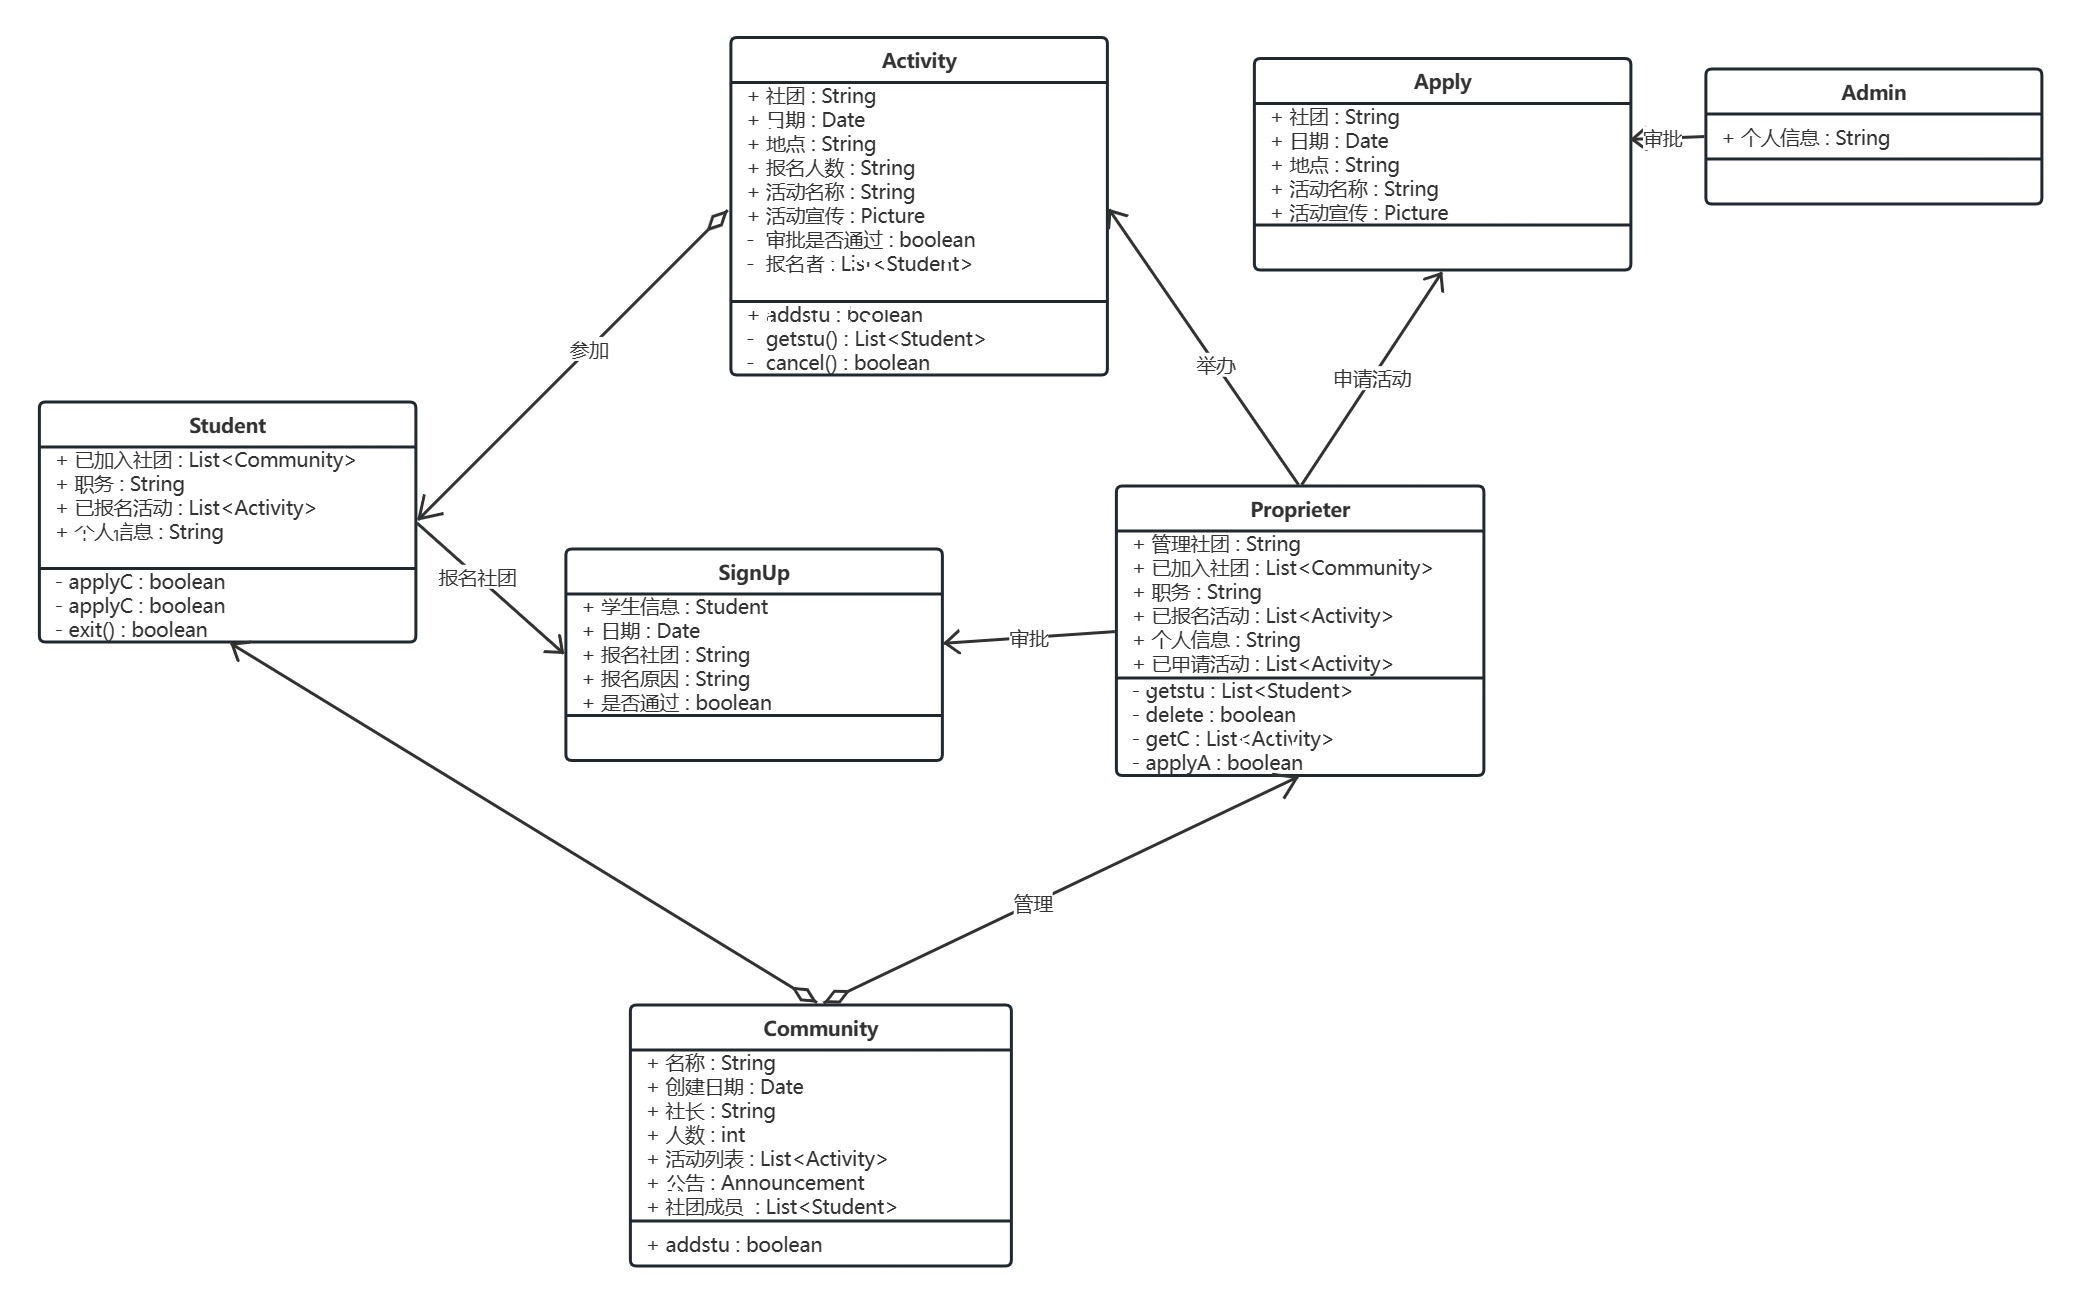 Activity
+ 社团 : String
+ 日期 : Date
+ 地点 : String
+ 报名人数 : String
+ 活动名称 : String
+ 活动宣传 : Picture
- 审批是否通过 : boolean
- 报名者 : List<Student>
+ addstu : boolean
- getstu() : List<Student>
- cancel() : boolean
Apply
+ 社团 : String
+ 日期 : Date
+ 地点 : String
+ 活动名称 : String
+ 活动宣传 : Picture
审批
Admin
+ 个人信息 : String
参加
举办
申请活动
Student
+ 已加入社团 : List<Community>
+ 职务 : String
+ 已报名活动 : List<Activity>
+ 个人信息 : String
- applyC : boolean
- applyC : boolean
- exit() : boolean
报名社团
SignUp
+ 学生信息 : Student
+ 日期 : Date
+ 报名社团 : String
+ 报名原因 : String
+ 是否通过 : boolean
审批
Proprieter
+ 管理社团 : String
+ 已加入社团 : List<Community>
+ 职务 : String
+ 已报名活动 : List<Activity>
+ 个人信息 : String
+ 已申请活动 : List<Activity>
- getstu : List<Student>
- delete : boolean
- getC : List<Activity>
- applyA : boolean
管理
Community
+ 名称 : String
+ 创建日期 : Date
+ 社长 : String
+ 人数 : int
+ 活动列表 : List<Activity>
+ 公告 : Announcement
+ 社团成员 : List<Student>
+ addstu : boolean